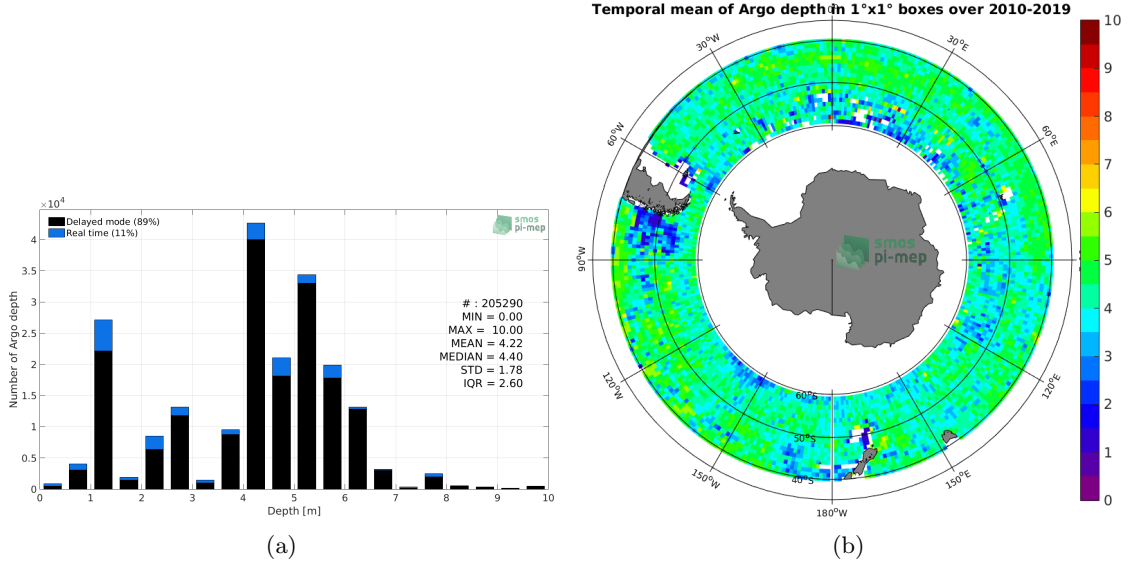 ×10⁴
Delayed mode (89%)
Real time (11%)
smos
pi-mep
4
3.5
3
2.5
2
1.5
1
0.5
0
Number of Argo depth
# : 205290
MIN = 0.00
MAX = 10.00
MEAN = 4.22
MEDIAN = 4.40
STD = 1.78
IQR = 2.60
0 1 2 3 4 5 6 7 8 9 10
Depth [m]
(a)
Temporal mean of Argo depth in 1°x1° boxes over 2010-2019
30°W
30°E
60°W
60°E
90°W
smos
pi-mep
120°W
120°E
60°S
50°S
40°S
150°W
150°E
180°W
10
9
8
7
6
5
4
3
2
1
0
(b)